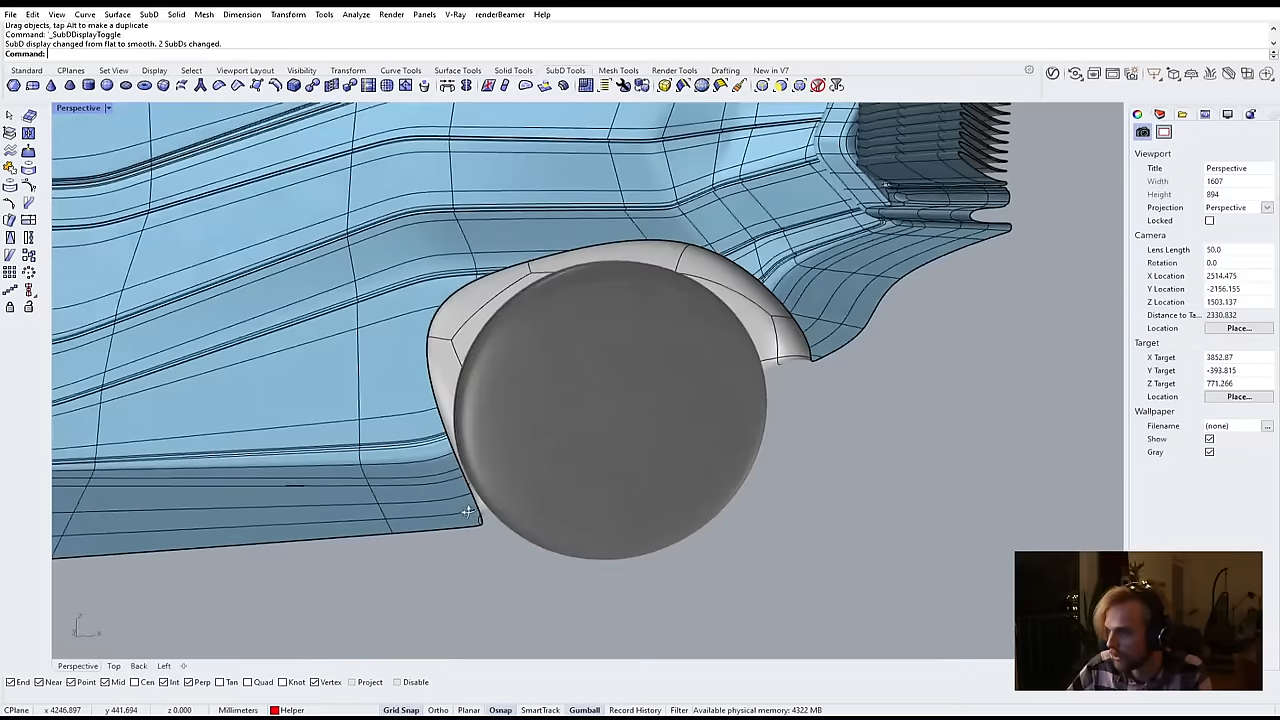 File Edit View Curve Surface SubD Solid Mesh Dimension Transform Tools Analyze Render Panels V-Ray renderBeamer Help
Drag objects, tap Alt to make a duplicate
Command: '_SubDDisplayToggle
SubD display changed from flat to smooth. 2 SubDs changed.
Command:
Standard CPlanes Set View Display Select Viewport Layout Visibility Transform Curve Tools Surface Tools Solid Tools SubD Tools Mesh Tools Render Tools Drafting New in V7
Perspective
Viewport
Title Perspective
Width 1607
Height 894
Projection Perspective
Locked
Camera
Lens Length 50.0
Rotation 0.0
X Location 2514.475
Y Location -2156.155
Z Location 1503.137
Distance to Ta... 2330.832
Location Place...
Target
X Target 3852.87
Y Target -393.815
Z Target 771.266
Location Place...
Wallpaper
Filename (none) ...
Show
Gray
Perspective Top Back Left
End Near Point Mid Cen Int Perp Tan Quad Knot Vertex Project Disable
CPlane x 4246.897 y 441.694 z 0.000 Millimeters Helper Grid Snap Ortho Planar Osnap SmartTrack Gumball Record History Filter Available physical memory: 4322 MB